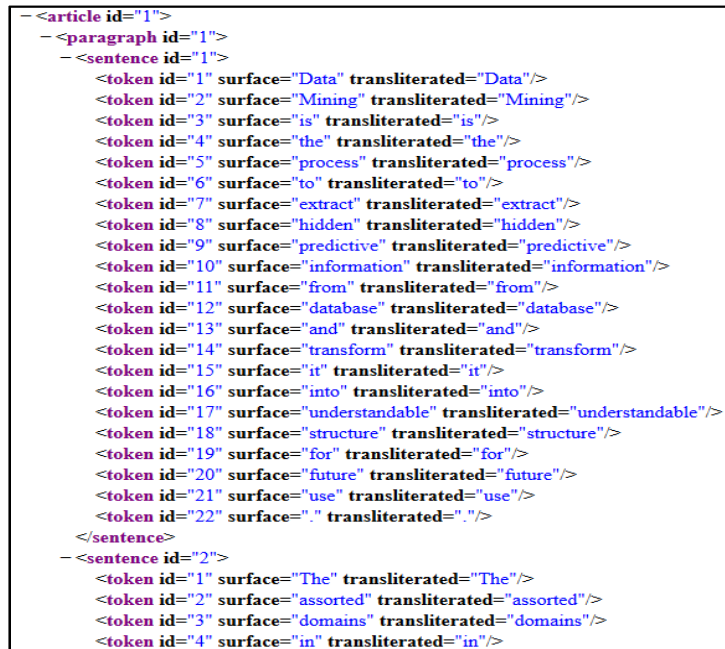 − <article id="1">
− <paragraph id="1">
− <sentence id="1">
<token id="1" surface="Data" transliterated="Data"/>
<token id="2" surface="Mining" transliterated="Mining"/>
<token id="3" surface="is" transliterated="is"/>
<token id="4" surface="the" transliterated="the"/>
<token id="5" surface="process" transliterated="process"/>
<token id="6" surface="to" transliterated="to"/>
<token id="7" surface="extract" transliterated="extract"/>
<token id="8" surface="hidden" transliterated="hidden"/>
<token id="9" surface="predictive" transliterated="predictive"/>
<token id="10" surface="information" transliterated="information"/>
<token id="11" surface="from" transliterated="from"/>
<token id="12" surface="database" transliterated="database"/>
<token id="13" surface="and" transliterated="and"/>
<token id="14" surface="transform" transliterated="transform"/>
<token id="15" surface="it" transliterated="it"/>
<token id="16" surface="into" transliterated="into"/>
<token id="17" surface="understandable" transliterated="understandable"/>
<token id="18" surface="structure" transliterated="structure"/>
<token id="19" surface="for" transliterated="for"/>
<token id="20" surface="future" transliterated="future"/>
<token id="21" surface="use" transliterated="use"/>
<token id="22" surface="." transliterated="."/>
</sentence>
− <sentence id="2">
<token id="1" surface="The" transliterated="The"/>
<token id="2" surface="assorted" transliterated="assorted"/>
<token id="3" surface="domains" transliterated="domains"/>
<token id="4" surface="in" transliterated="in"/>